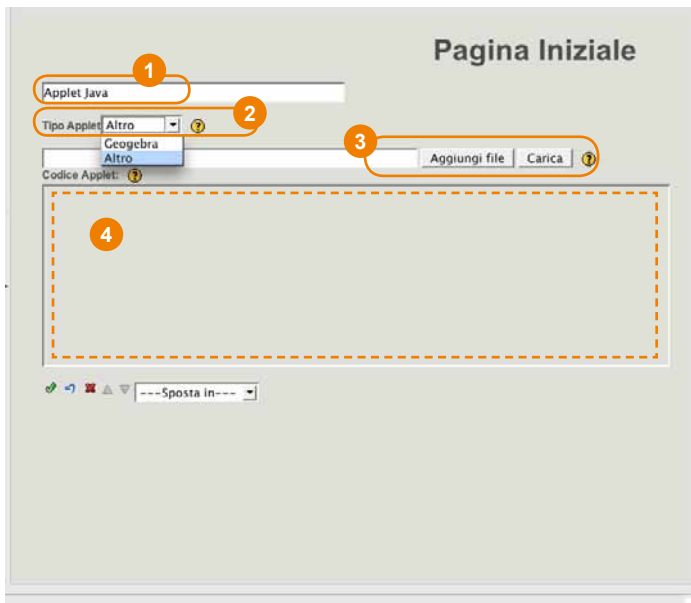 Pagina Iniziale
1
Applet Java
2
Tipo Applet Altro
Geogebra
Altro
3
Aggiungi file Carica
Codice Applet:
4
---Sposta in---